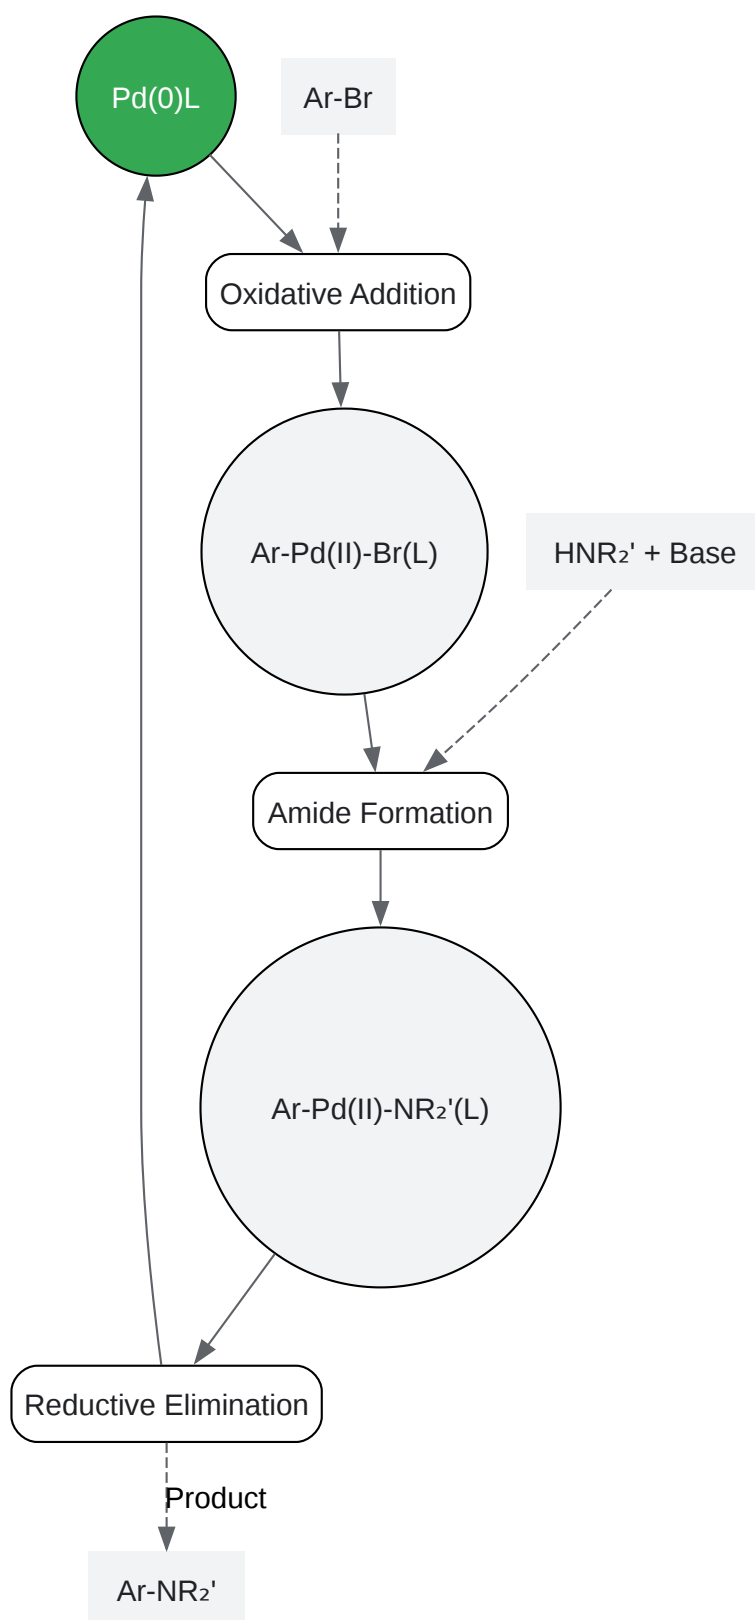 Pd(0)L
Ar-Br
Oxidative Addition
Ar-Pd(II)-Br(L)
HNR₂' + Base
Amide Formation
Ar-Pd(II)-NR₂'(L)
Reductive Elimination
Product
Ar-NR₂'